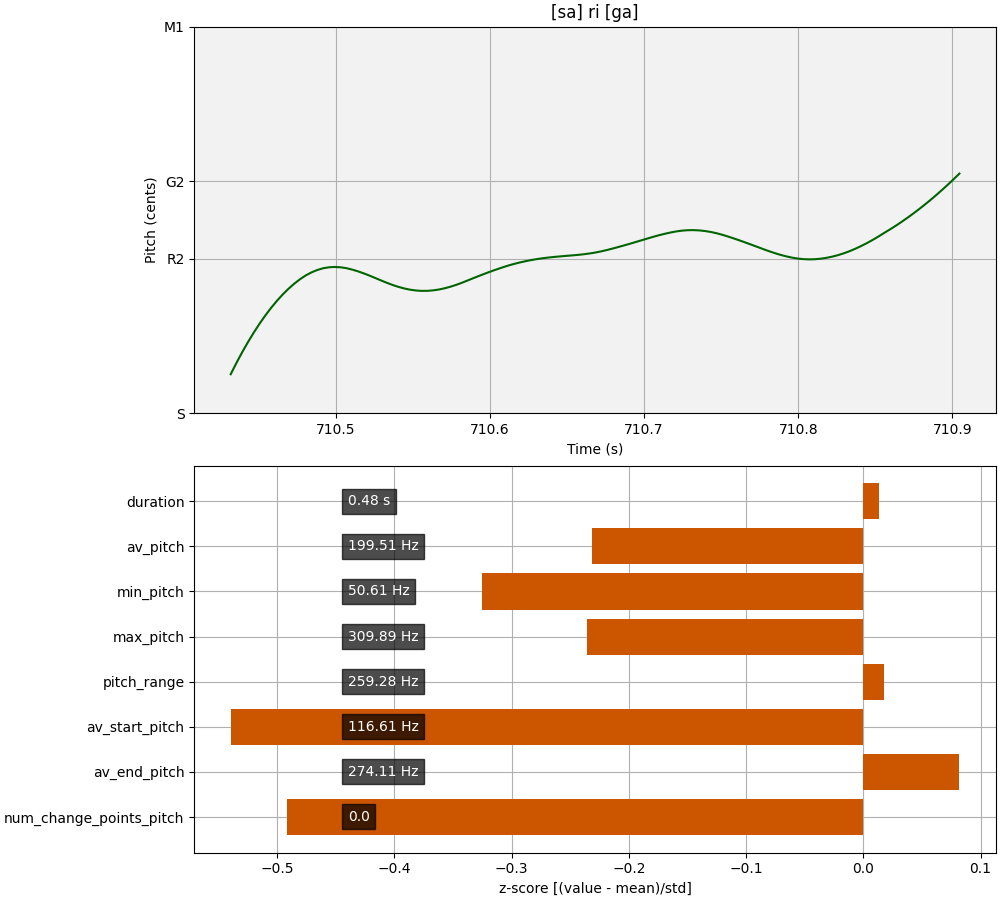 [sa] ri [ga]
M1
G2
R2
S
Pitch (cents)
710.5 710.6 710.7 710.8 710.9
Time (s)
duration 0.48 s
av_pitch 199.51 Hz
min_pitch 50.61 Hz
max_pitch 309.89 Hz
pitch_range 259.28 Hz
av_start_pitch 116.61 Hz
av_end_pitch 274.11 Hz
num_change_points_pitch 0.0
−0.5 −0.4 −0.3 −0.2 −0.1 0.0 0.1
z-score [(value - mean)/std]